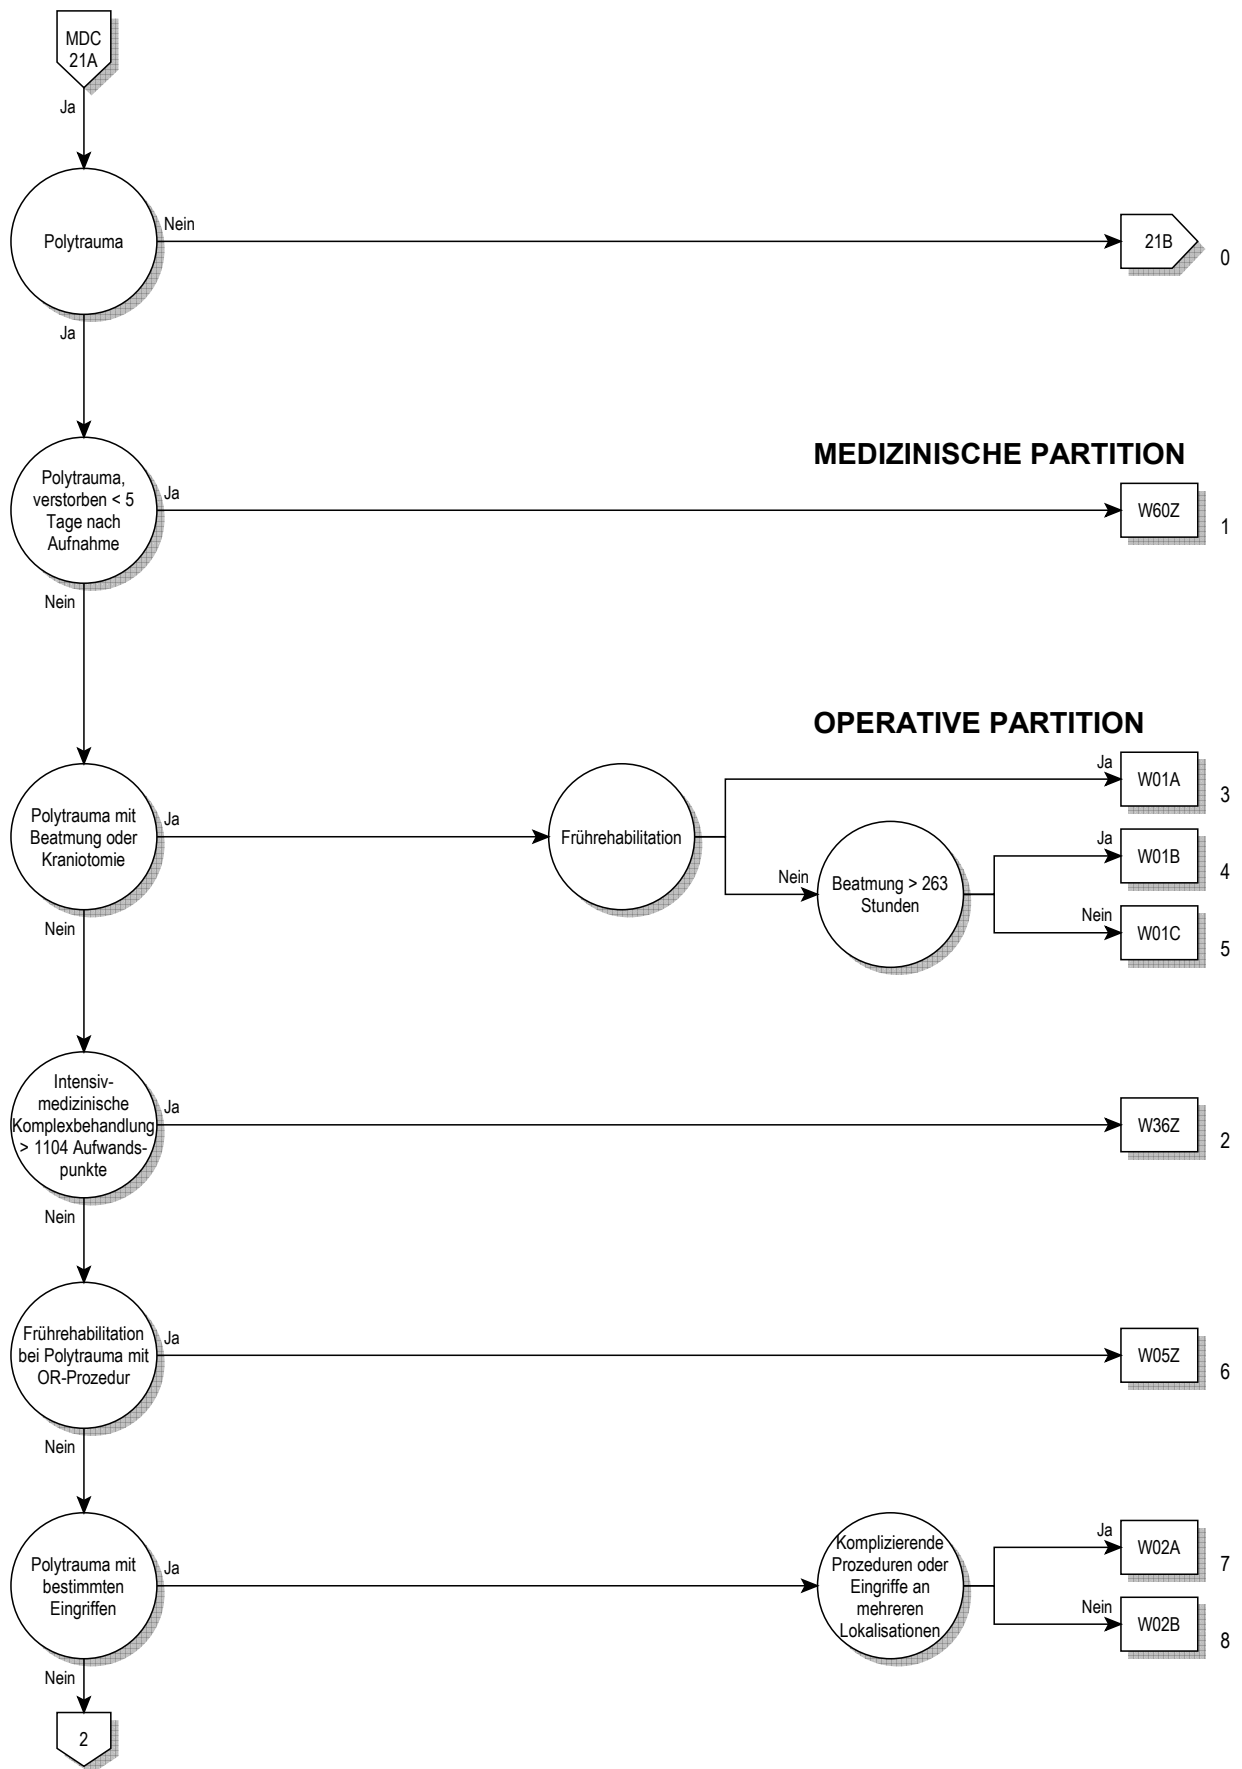 MDC
21A
Ja
Polytrauma
Nein
21B
0
Ja
MEDIZINISCHE PARTITION
Polytrauma,
verstorben < 5
Tage nach
Aufnahme
Ja
W60Z
1
Nein
OPERATIVE PARTITION
Polytrauma mit
Beatmung oder
Kraniotomie
Ja
Frührehabilitation
Ja
W01A
3
Nein
Beatmung > 263
Stunden
Ja
W01B
4
Nein
W01C
5
Nein
Intensiv-
medizinische
Komplexbehandlung
> 1104 Aufwands-
punkte
Ja
W36Z
2
Nein
Frührehabilitation
bei Polytrauma mit
OR-Prozedur
Ja
W05Z
6
Nein
Polytrauma mit
bestimmten
Eingriffen
Ja
Komplizierende
Prozeduren oder
Eingriffe an
mehreren
Lokalisationen
Ja
W02A
7
Nein
W02B
8
Nein
2